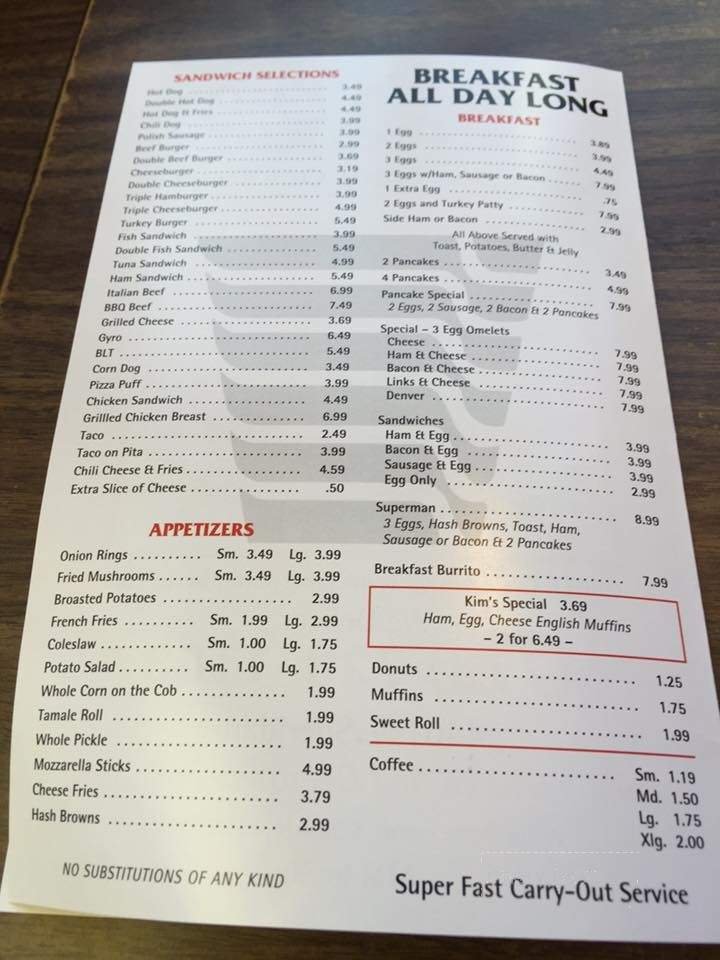 SANDWICH SELECTIONS
Hot Dog 3.49
Double Hot Dog 4.49
Hot Dog & Fries 4.49
Chili Dog 3.99
Polish Sausage 3.99
Beef Burger 2.99
Double Beef Burger 3.69
Cheeseburger 3.19
Double Cheeseburger 3.99
Triple Hamburger 3.99
Triple Cheeseburger 4.99
Turkey Burger 5.49
Fish Sandwich 3.99
Double Fish Sandwich 5.49
Tuna Sandwich 4.99
Ham Sandwich 5.49
Italian Beef 6.99
BBQ Beef 7.49
Grilled Cheese 3.69
Gyro 6.49
BLT 5.49
Corn Dog 3.49
Pizza Puff 3.99
Chicken Sandwich 4.49
Grillled Chicken Breast 6.99
Taco 2.49
Taco on Pita 3.99
Chili Cheese & Fries 4.59
Extra Slice of Cheese .50
APPETIZERS
Onion Rings Sm. 3.49 Lg. 3.99
Fried Mushrooms Sm. 3.49 Lg. 3.99
Broasted Potatoes 2.99
French Fries Sm. 1.99 Lg. 2.99
Coleslaw Sm. 1.00 Lg. 1.75
Potato Salad Sm. 1.00 Lg. 1.75
Whole Corn on the Cob 1.99
Tamale Roll 1.99
Whole Pickle 1.99
Mozzarella Sticks 4.99
Cheese Fries 3.79
Hash Browns 2.99
NO SUBSTITUTIONS OF ANY KIND
BREAKFAST
ALL DAY LONG
BREAKFAST
1 Egg 3.89
2 Eggs 3.99
3 Eggs 4.49
3 Eggs w/Ham, Sausage or Bacon 7.99
1 Extra Egg .75
2 Eggs and Turkey Patty 7.99
Side Ham or Bacon 2.99
All Above Served with
Toast, Potatoes, Butter & Jelly
2 Pancakes 3.49
4 Pancakes 4.99
Pancake Special 7.99
2 Eggs, 2 Sausage, 2 Bacon & 2 Pancakes
Special – 3 Egg Omelets
Cheese 7.99
Ham & Cheese 7.99
Bacon & Cheese 7.99
Links & Cheese 7.99
Denver 7.99
Sandwiches
Ham & Egg 3.99
Bacon & Egg 3.99
Sausage & Egg 3.99
Egg Only 2.99
Superman 8.99
3 Eggs, Hash Browns, Toast, Ham,
Sausage or Bacon & 2 Pancakes
Breakfast Burrito 7.99
Kim's Special 3.69
Ham, Egg, Cheese English Muffins
– 2 for 6.49 –
Donuts 1.25
Muffins 1.75
Sweet Roll 1.99
Coffee Sm. 1.19
Md. 1.50
Lg. 1.75
Xlg. 2.00
Super Fast Carry-Out Service